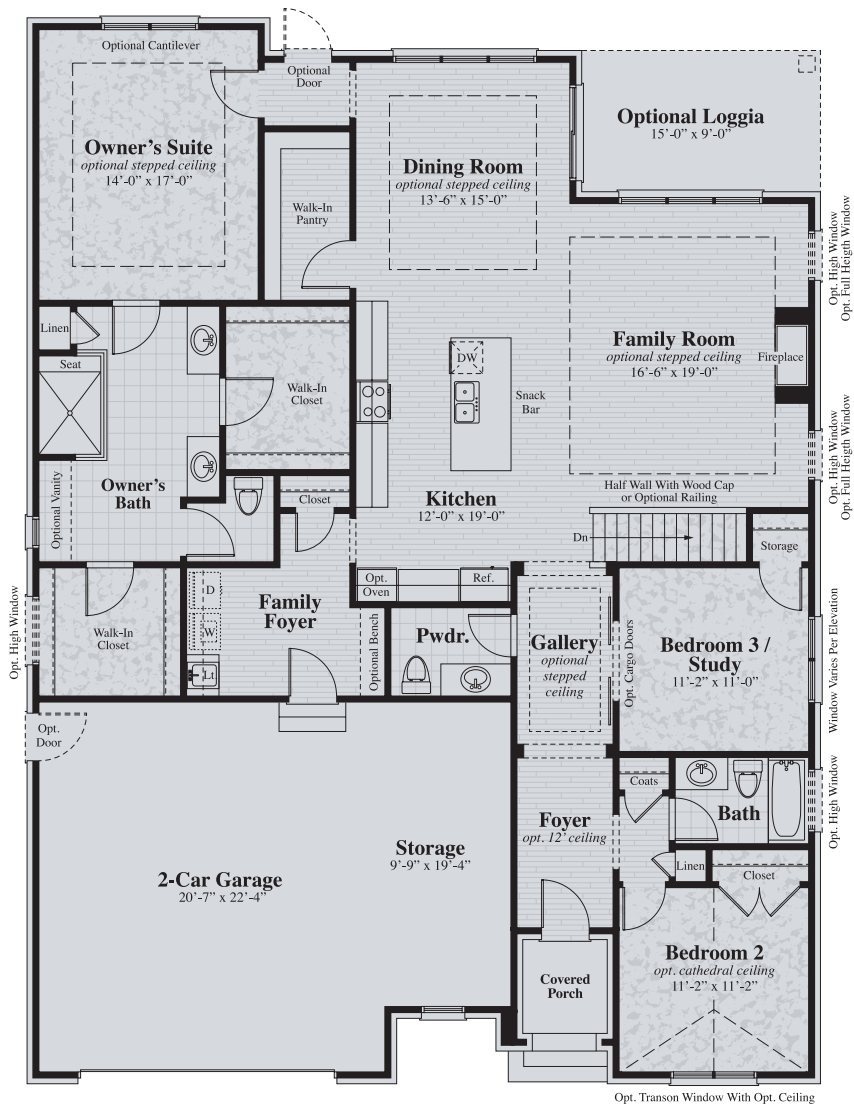 Optional Cantilever
Optional
Door
Owner's Suite
optional stepped ceiling
14'-0" x 17'-0"
Dining Room
optional stepped ceiling
13'-6" x 15'-0"
Optional Loggia
15'-0" x 9'-0"
Walk-In
Pantry
Opt. High Window
Opt. Full Heigth Window
Linen
Seat
Walk-In
Closet
DW
Snack
Bar
Family Room
optional stepped ceiling
16'-6" x 19'-0"
Fireplace
Opt. High Window
Opt. Full Heigth Window
Optional Vanity
Owner's
Bath
Closet
Kitchen
12'-0" x 19'-0"
Half Wall With Wood Cap
or Optional Railing
Dn
Storage
Opt. High Window
Walk-In
Closet
D
W
Lt
Family
Foyer
Optional Bench
Opt.
Oven
Ref.
Pwdr.
Gallery
optional
stepped
ceiling
Opt. Cargo Doors
Bedroom 3 /
Study
11'-2" x 11'-0"
Window Varies Per Elevation
Opt.
Door
Coats
Bath
Opt. High Window
Foyer
opt. 12' ceiling
Linen
Closet
2-Car Garage
20'-7" x 22'-4"
Storage
9'-9" x 19'-4"
Covered
Porch
Bedroom 2
opt. cathedral ceiling
11'-2" x 11'-2"
Opt. Transon Window With Opt. Ceiling